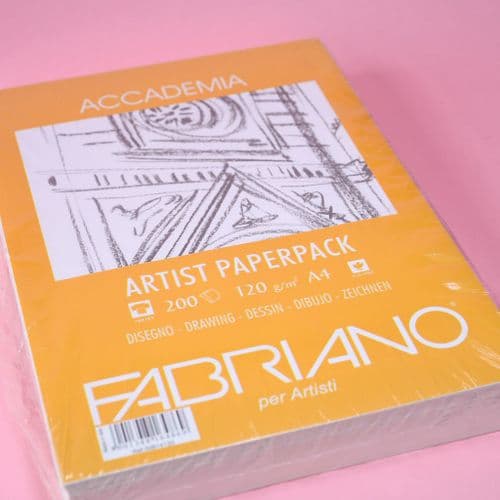 ACCADEMIA
ARTIST PAPERPACK
200 120 g/m² A4
DISEGNO - DRAWING - DESSIN - DIBUJO - ZEICHNEN
FABRIANO®
per Artisti